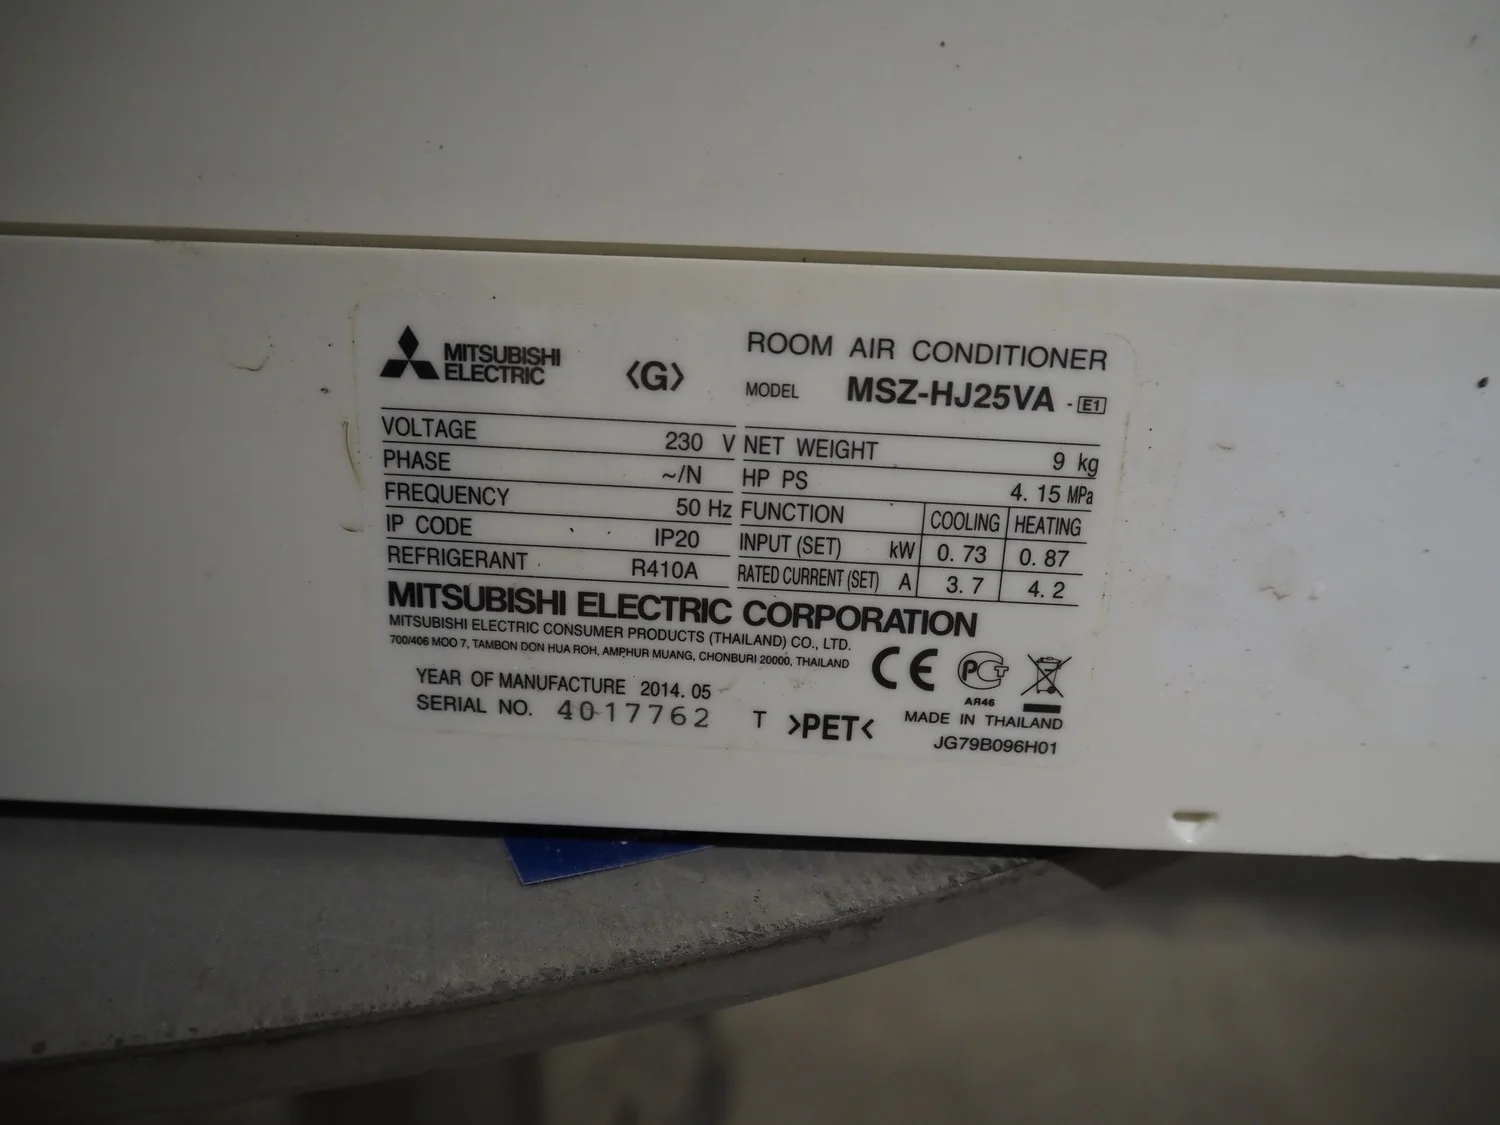 MITSUBISHI
ELECTRIC
<G>
ROOM AIR CONDITIONER
MODEL MSZ-HJ25VA -E1
VOLTAGE 230 V
PHASE ~/N
FREQUENCY 50 Hz
IP CODE IP20
REFRIGERANT R410A
NET WEIGHT 9 kg
HP PS 4.15 MPa
FUNCTION COOLING HEATING
INPUT (SET) kW 0.73 0.87
RATED CURRENT (SET) A 3.7 4.2
MITSUBISHI ELECTRIC CORPORATION
MITSUBISHI ELECTRIC CONSUMER PRODUCTS (THAILAND) CO., LTD.
700/406 MOO 7, TAMBON DON HUA ROH, AMPHUR MUANG, CHONBURI 20000, THAILAND
CE
PCT
AR46
YEAR OF MANUFACTURE 2014.05
SERIAL NO. 4017762 T >PET<
MADE IN THAILAND
JG79B096H01